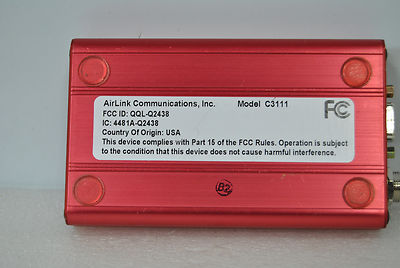 AirLink Communications, Inc. Model C3111
FC
FCC ID: QQL-Q2438
IC: 4481A-Q2438
Country Of Origin: USA
This device complies with Part 15 of the FCC Rules. Operation is subject
to the condition that this device does not cause harmful interference.
B2